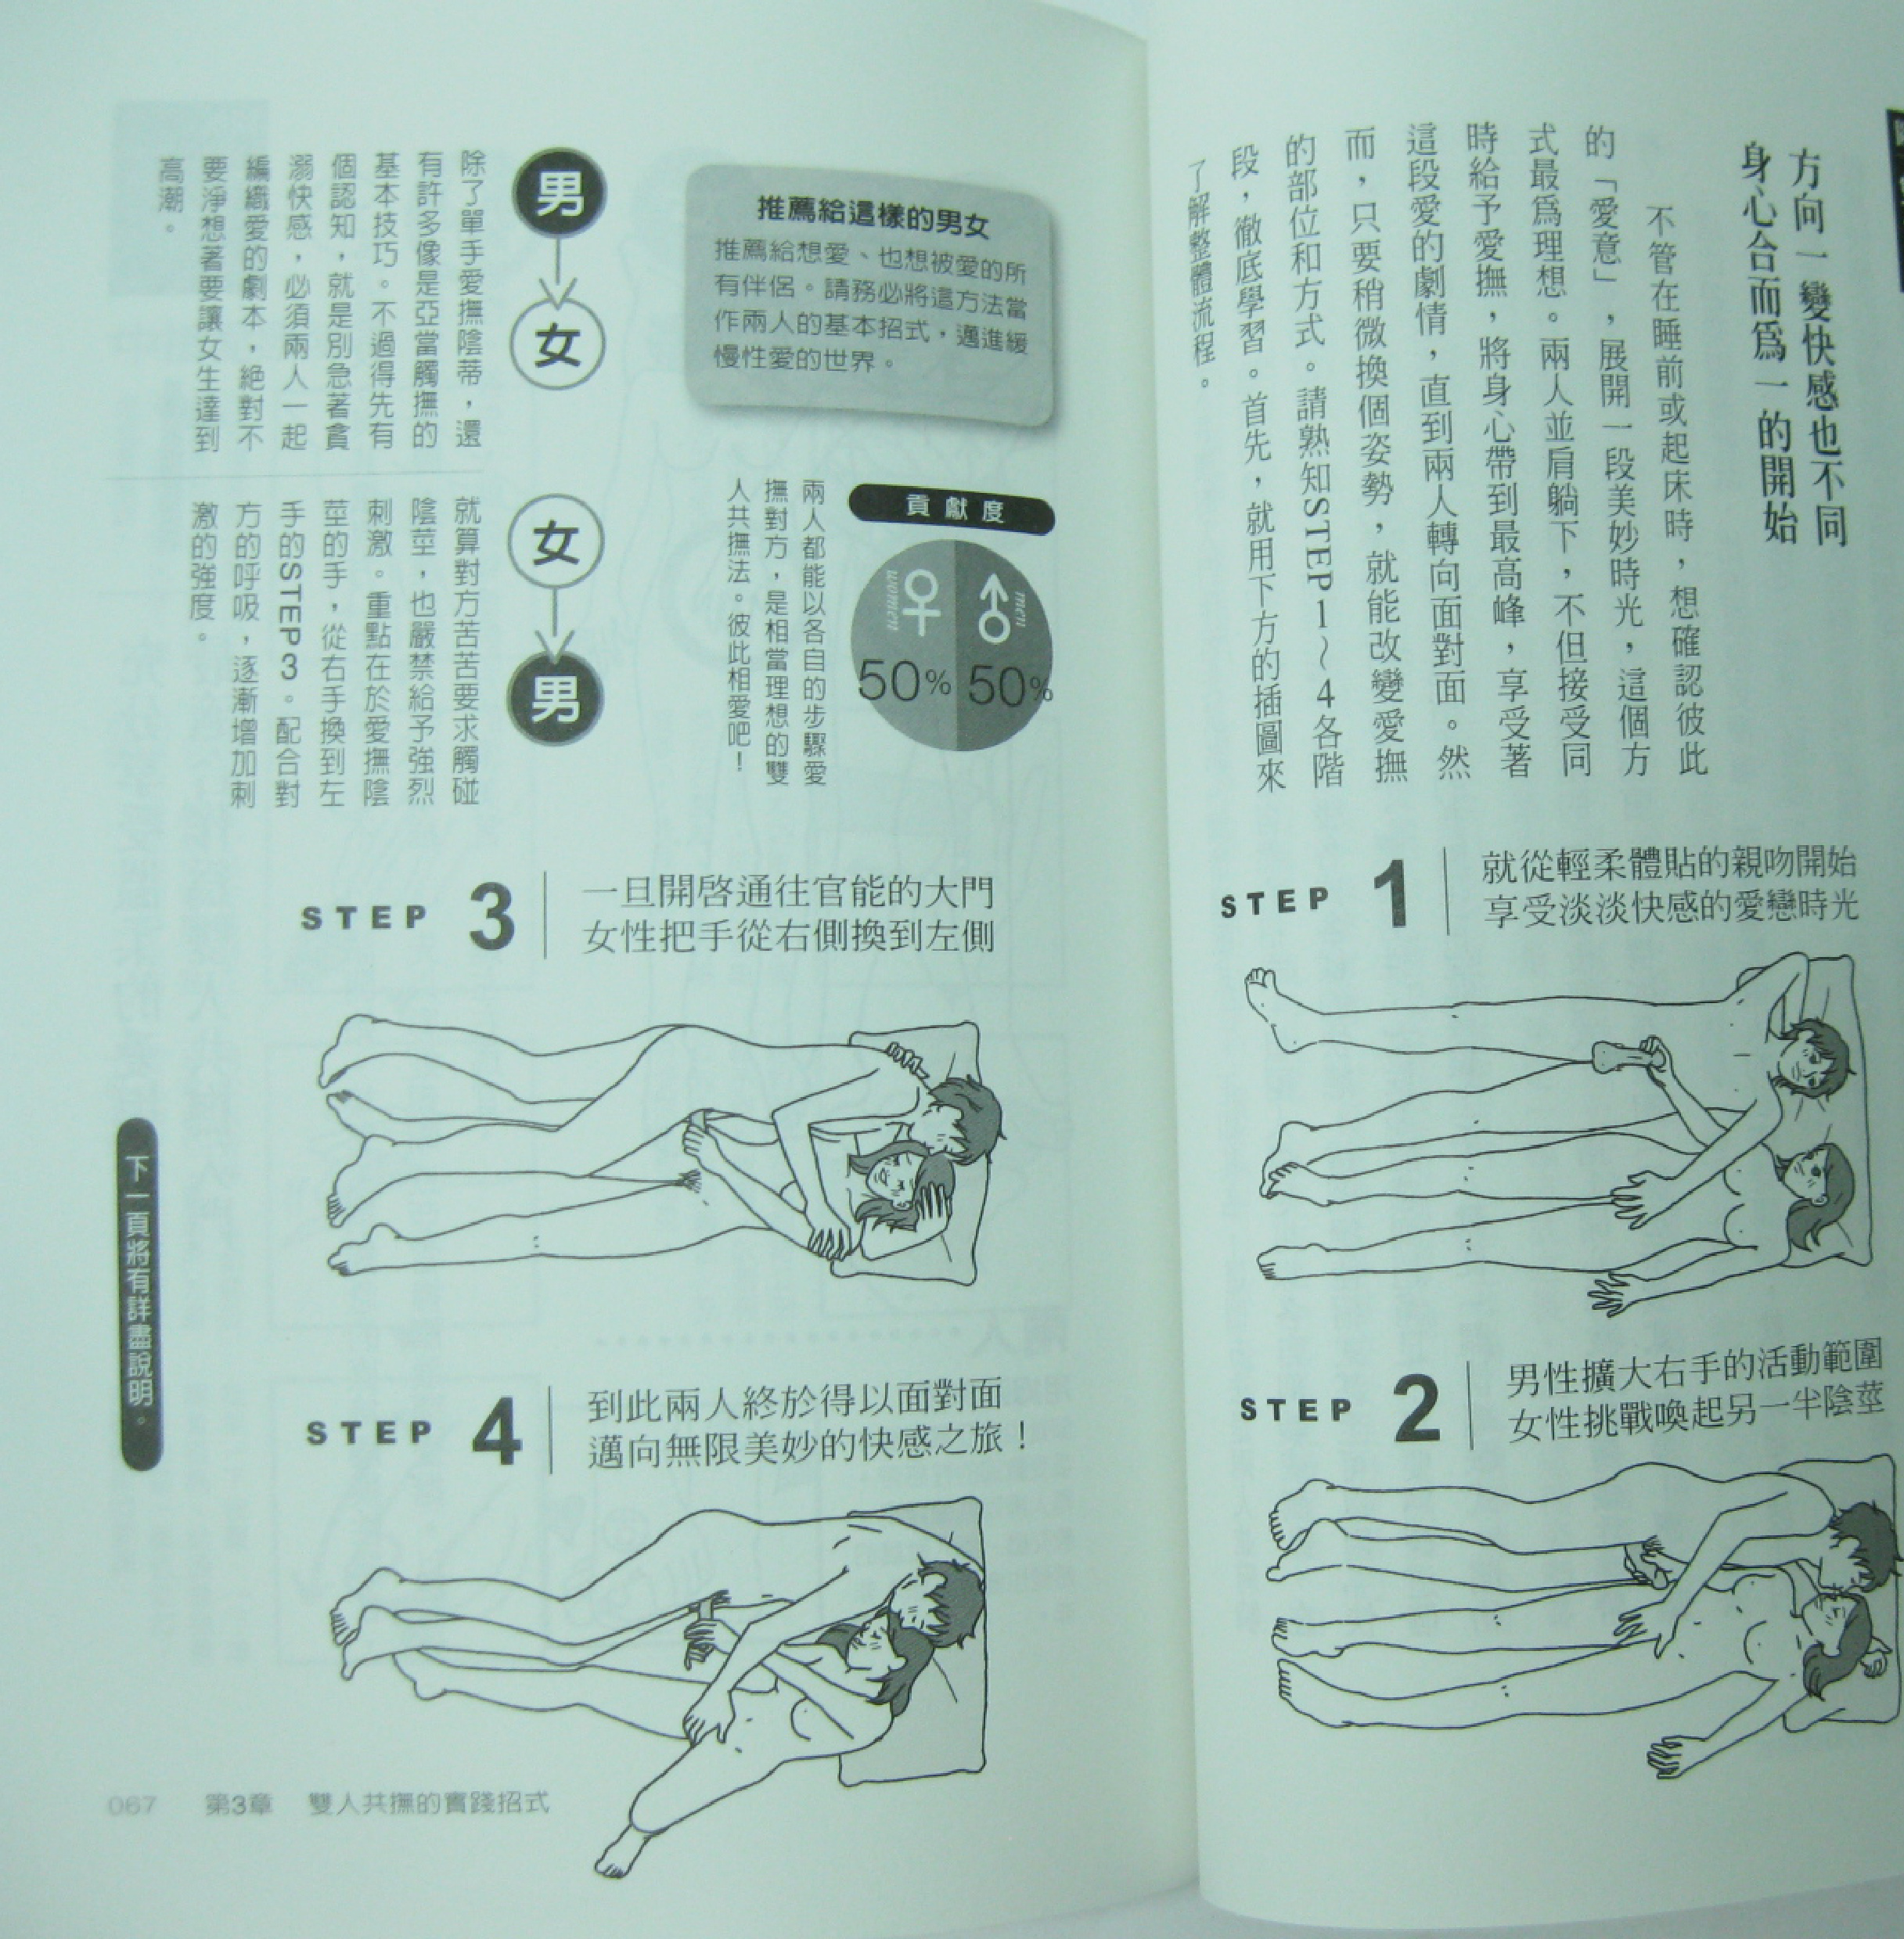 方向一變快感也不同
身心合而為一的開始
不管在睡前或起床時，想確認彼此
的「愛意」，展開一段美妙時光，這個方
式最為理想。兩人並肩躺下，不但接受同
時給予愛撫，將身心帶到最高峰，享受著
這段愛的劇情，直到兩人轉向面對面。然
而，只要稍微換個姿勢，就能改變愛撫
的部位和方式。請熟知STEP1～4各階
段，徹底學習。首先，就用下方的插圖來
了解整體流程。
STEP 1
就從輕柔體貼的親吻開始
享受淡淡快感的愛戀時光
STEP 2
男性擴大右手的活動範圍
女性挑戰喚起另一半陰莖
推薦給這樣的男女
推薦給想愛、也想被愛的所
有伴侶。請務必將這方法當
作兩人的基本招式，邁進緩
慢性愛的世界。
貢獻度
men
50%
women
50%
兩人都能以各自的步驟愛
撫對方，是相當理想的雙
人共撫法。彼此相愛吧！
男
女
除了單手愛撫陰蒂，還
有許多像是亞當觸撫的
基本技巧。不過得先有
個認知，就是別急著貪
溺快感，必須兩人一起
編織愛的劇本，絕對不
要淨想著要讓女生達到
高潮。
女
男
就算對方苦苦要求觸碰
陰莖，也嚴禁給予強烈
刺激。重點在於愛撫陰
莖的手，從右手換到左
手的STEP3。配合對
方的呼吸，逐漸增加刺
激的強度。
STEP 3
一旦開啓通往官能的大門
女性把手從右側換到左側
STEP 4
到此兩人終於得以面對面
邁向無限美妙的快感之旅！
下一頁將有詳盡說明。
067 第3章 雙人共撫的實踐招式